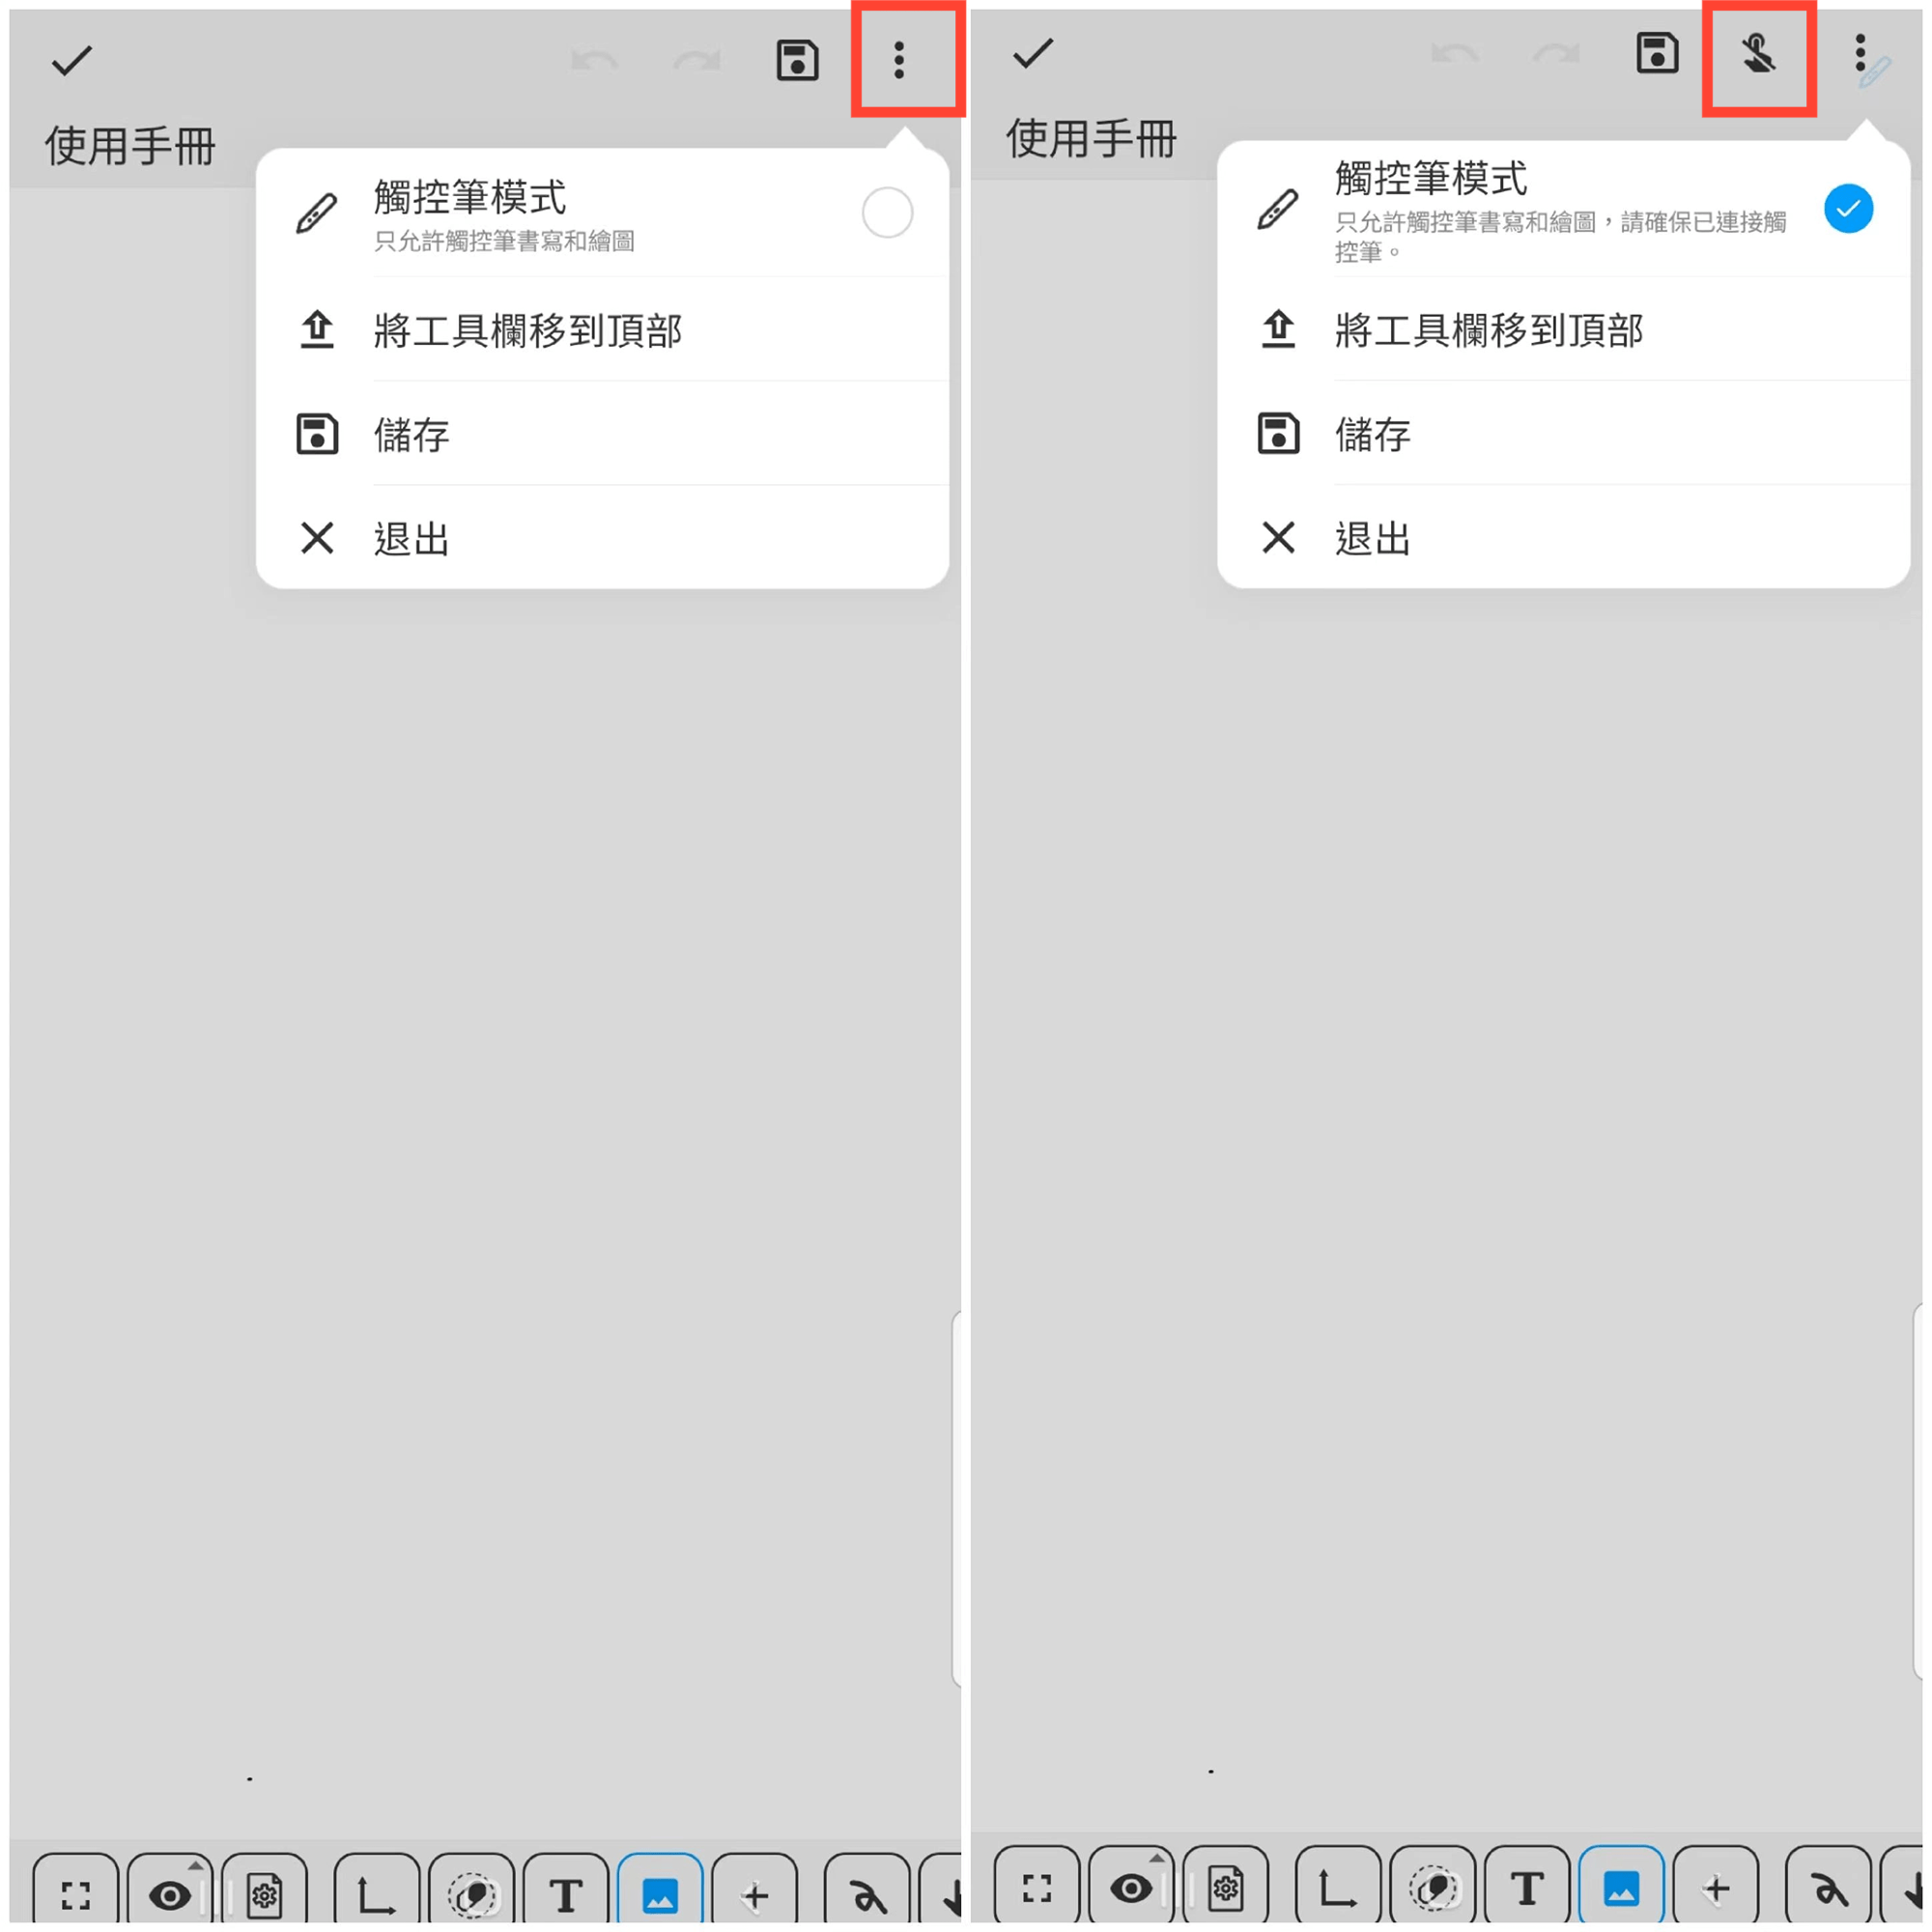 使用手冊
觸控筆模式
只允許觸控筆書寫和繪圖
將工具欄移到頂部
儲存
退出
T
使用手冊
觸控筆模式
只允許觸控筆書寫和繪圖，請確保已連接觸
控筆。
將工具欄移到頂部
儲存
退出
T